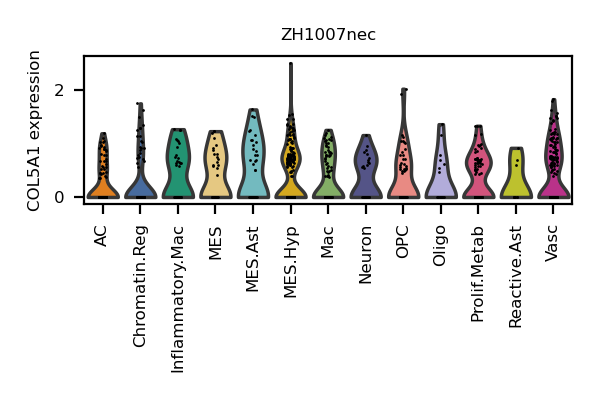 ZH1007nec
COL5A1 expression
2
0
AC
Chromatin.Reg
Inflammatory.Mac
MES
MES.Ast
MES.Hyp
Mac
Neuron
OPC
Oligo
Prolif.Metab
Reactive.Ast
Vasc